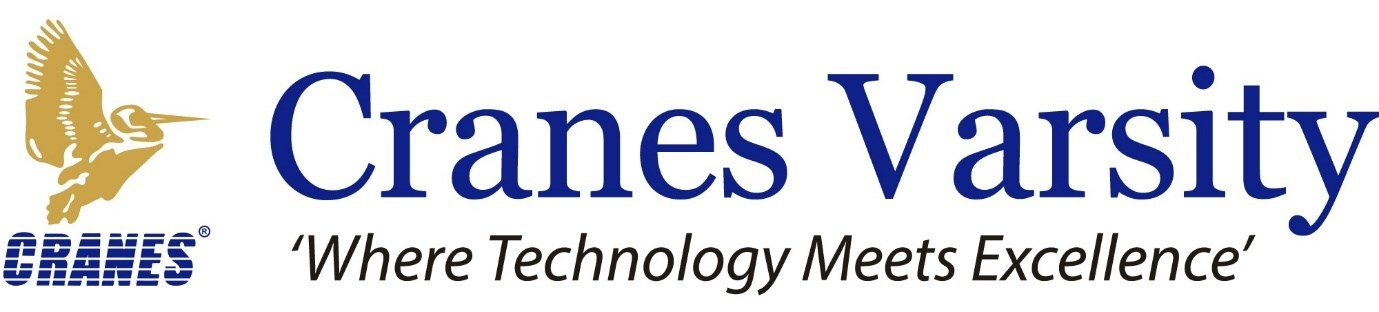 Cranes Varsity
CRANES®
‘Where Technology Meets Excellence’